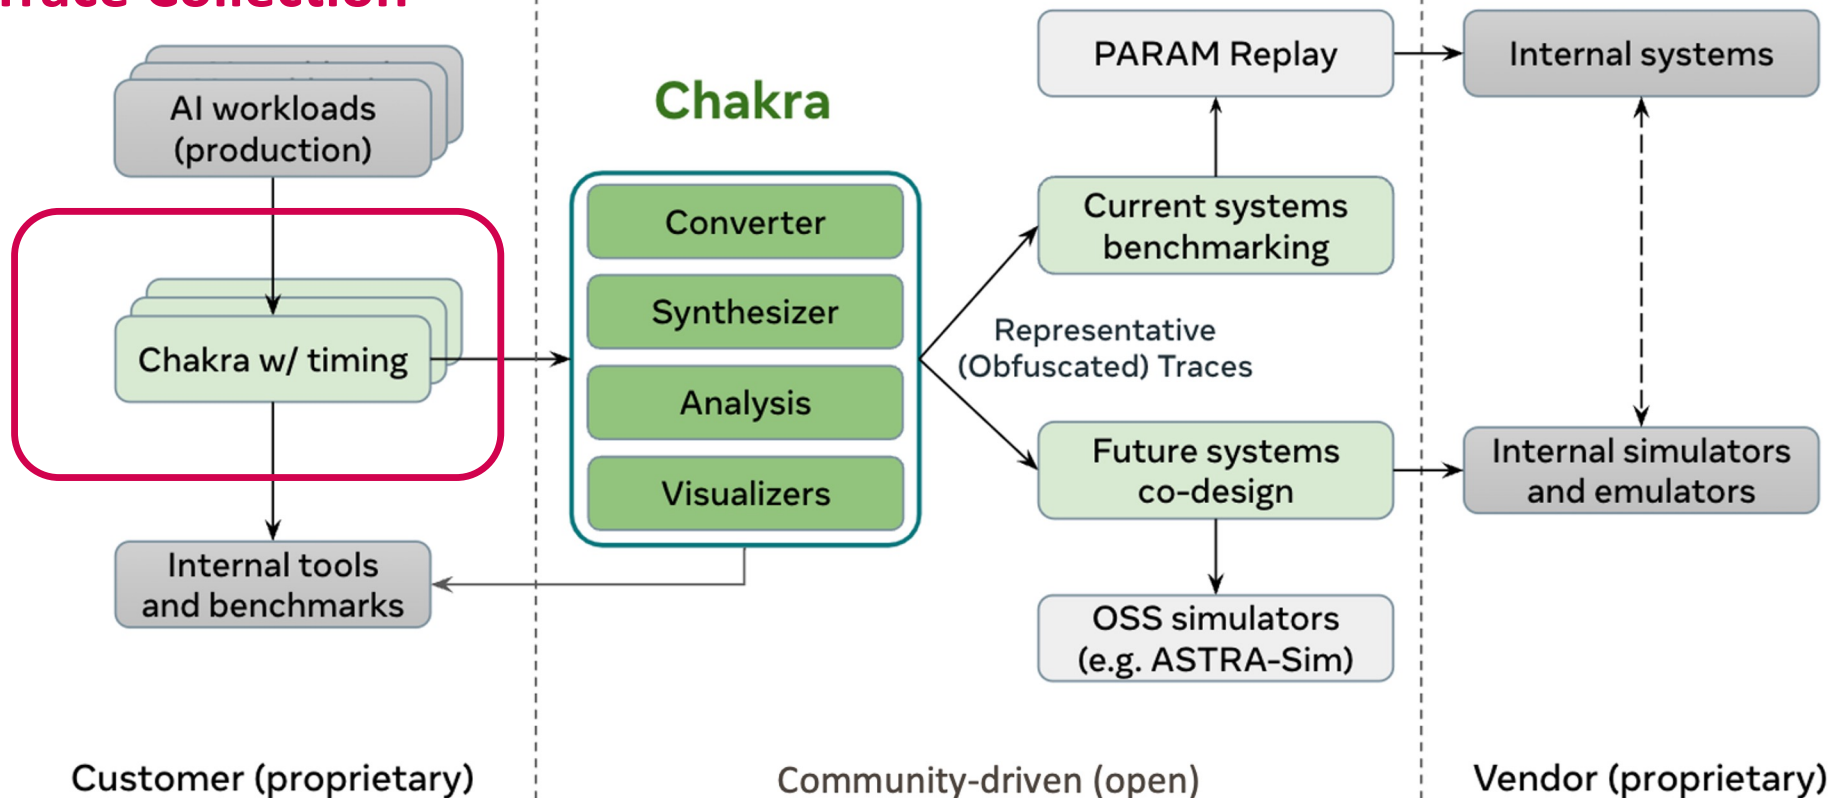 Trace Collection
AI workloads
(production)
Chakra w/ timing
Internal tools
and benchmarks
Customer (proprietary)
Chakra
Converter
Synthesizer
Analysis
Visualizers
Representative
(Obfuscated) Traces
PARAM Replay
Current systems
benchmarking
Future systems
co-design
OSS simulators
(e.g. ASTRA-Sim)
Community-driven (open)
Internal systems
Internal simulators
and emulators
Vendor (proprietary)